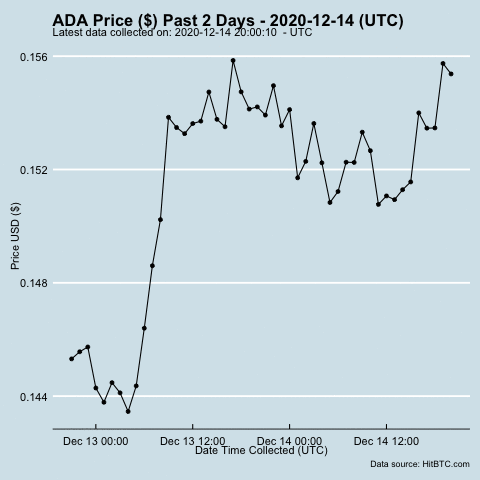 ADA Price ($) Past 2 Days - 2020-12-14 (UTC)
Latest data collected on: 2020-12-14 20:00:10 - UTC
0.156
0.152
0.148
0.144
Price USD ($)
Dec 13 00:00 Dec 13 12:00 Dec 14 00:00 Dec 14 12:00
Date Time Collected (UTC)
Data source: HitBTC.com